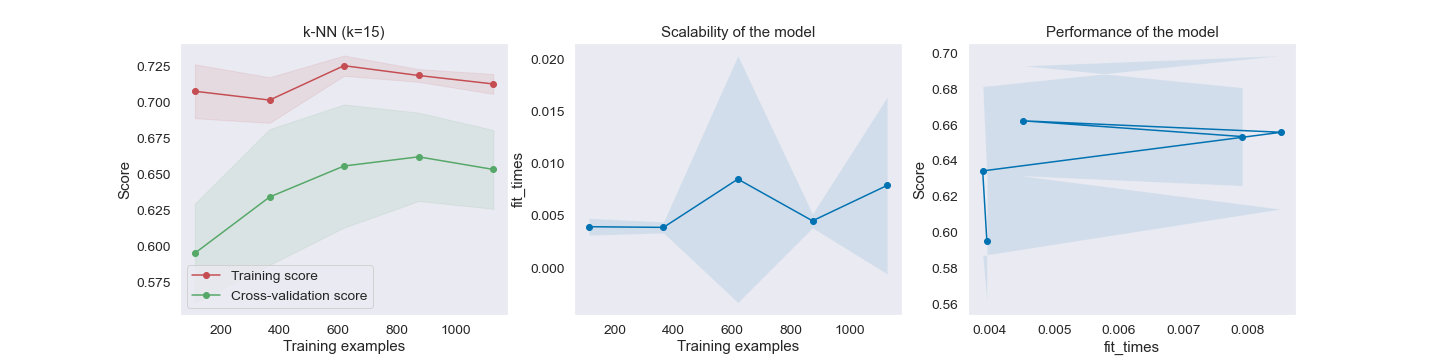 k-NN (k=15)
Score
0.725
0.700
0.675
0.650
0.625
0.600
0.575
Training score
Cross-validation score
200 400 600 800 1000
Training examples
Scalability of the model
fit_times
0.020
0.015
0.010
0.005
0.000
200 400 600 800 1000
Training examples
Performance of the model
Score
0.70
0.68
0.66
0.64
0.62
0.60
0.58
0.56
0.004 0.005 0.006 0.007 0.008
fit_times